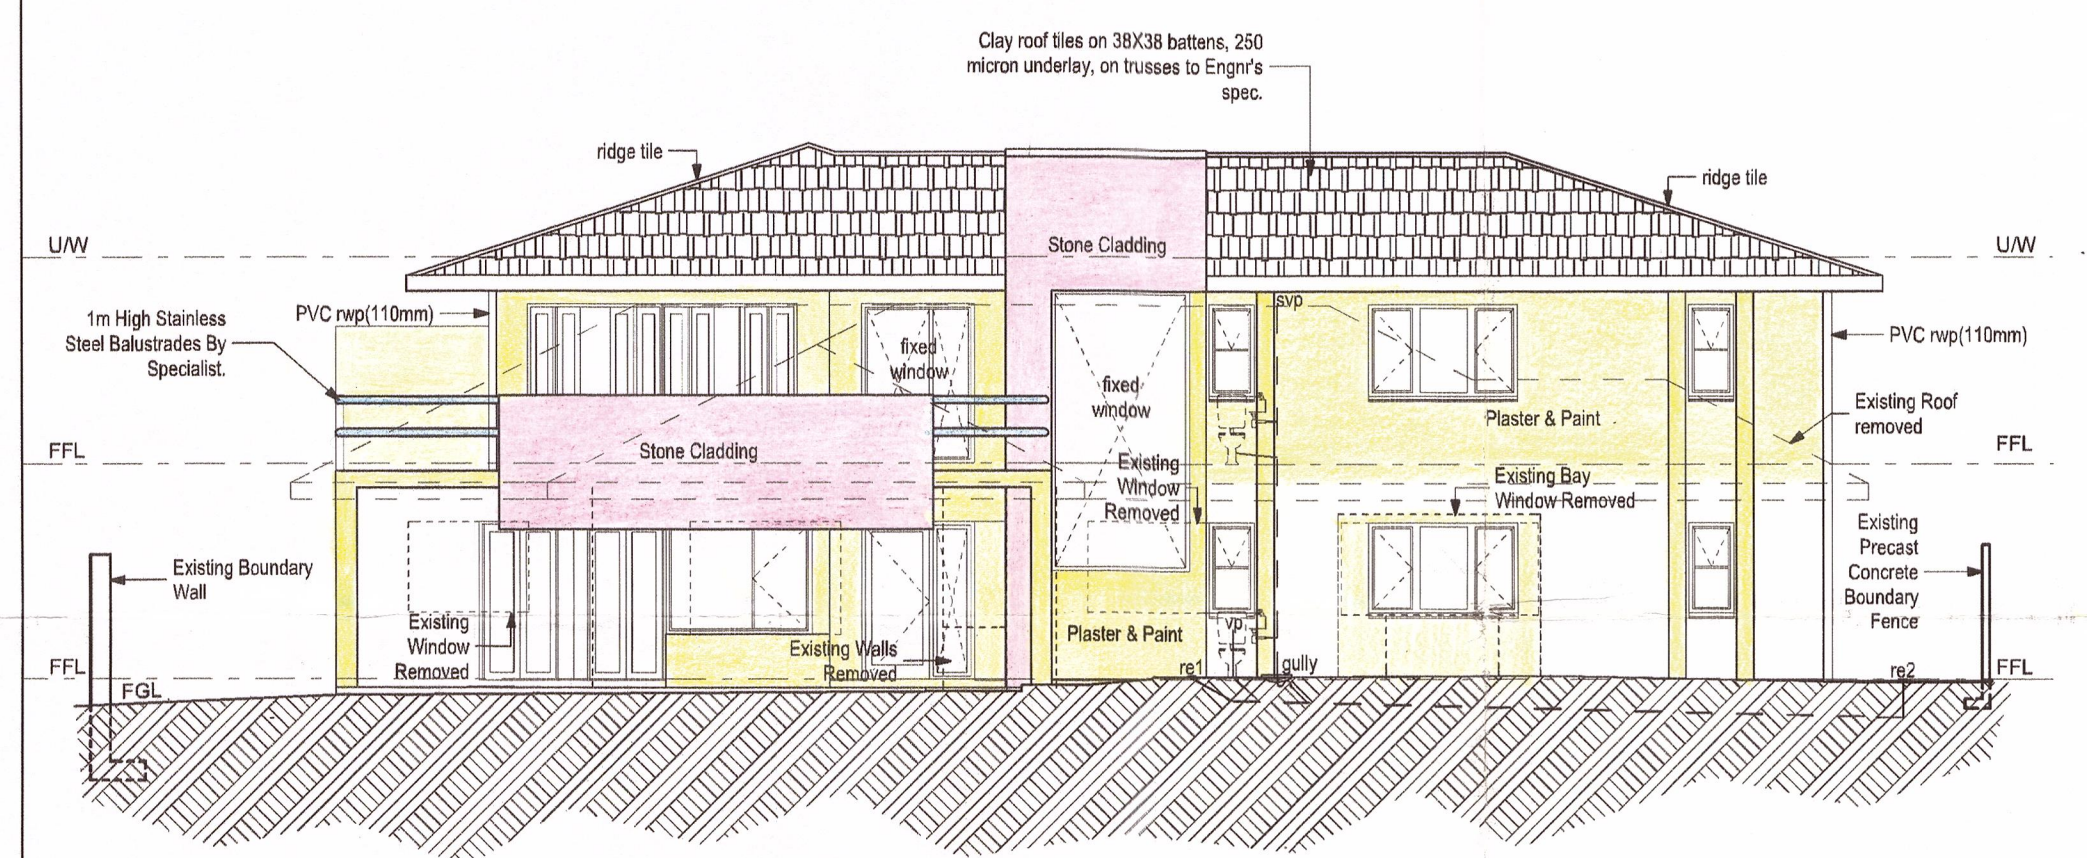 Clay roof tiles on 38X38 battens, 250
micron underlay, on trusses to Engnr's
spec.
ridge tile
ridge tile
U/W
Stone Cladding
U/W
1m High Stainless
Steel Balustrades By
Specialist.
PVC rwp(110mm)
svp
PVC rwp(110mm)
fixed
window
fixed
window
Plaster & Paint
Existing Roof
removed
FFL
Stone Cladding
FFL
Existing
Window
Removed
Existing Bay
Window Removed
Existing Boundary
Wall
Existing
Precast
Concrete
Boundary
Fence
Existing
Window
Removed
Existing Walls
Removed
Plaster & Paint
vp
FFL
FGL
re1
gully
re2
FFL